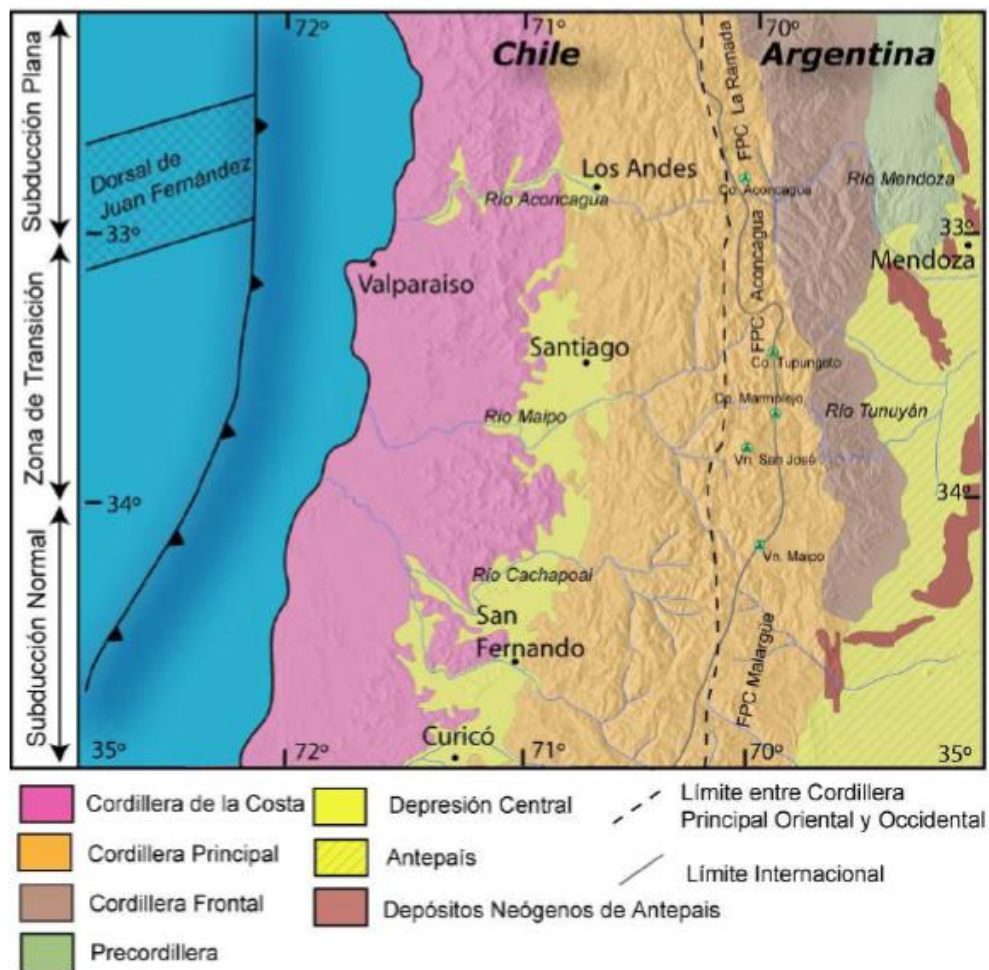 72°
71°
70°
Chile
Argentina
Subducción Plana
Zona de Transición
Subducción Normal
Dorsal de
Juan Fernández
FPC La Ramada
Los Andes
Río Aconcagua
Co. Aconcagua
Río Mendoza
33°
33°
Mendoza
Valparaiso
FPC Aconcagua
Santiago
Co. Tupungato
Río Maipo
Cp. Marmolejo
Río Tunuyán
Vn. San José
34°
34°
Vn. Maipo
Río Cachapoal
San
Fernando
FPC Malargüe
Curicó
35°
72°
71°
70°
35°
Cordillera de la Costa
Depresión Central
Límite entre Cordillera
Principal Oriental y Occidental
Cordillera Principal
Antepaís
Límite Internacional
Cordillera Frontal
Depósitos Neógenos de Antepais
Precordillera